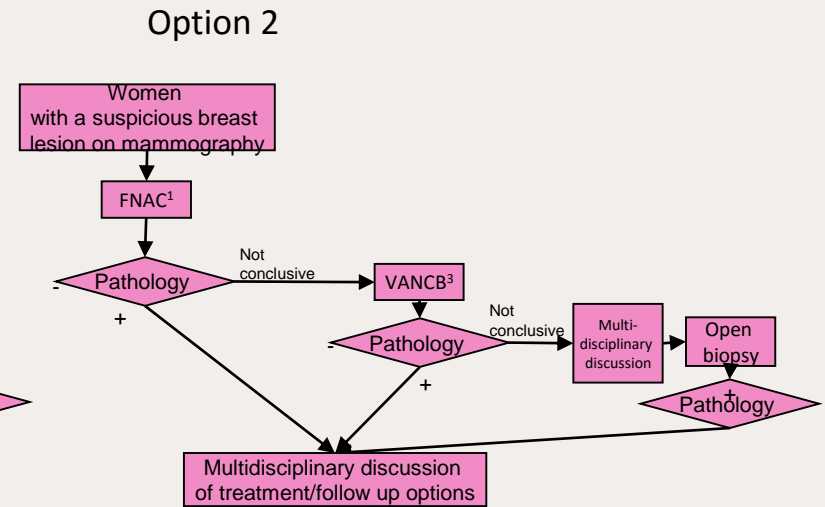 Option 2
Women
with a suspicious breast
lesion on mammography
FNAC¹
Not
conclusive
Pathology
-
+
VANCB³
Not
conclusive
Pathology
-
+
Multi-
disciplinary
discussion
Open
biopsy
+
Pathology
Multidisciplinary discussion
of treatment/follow up options